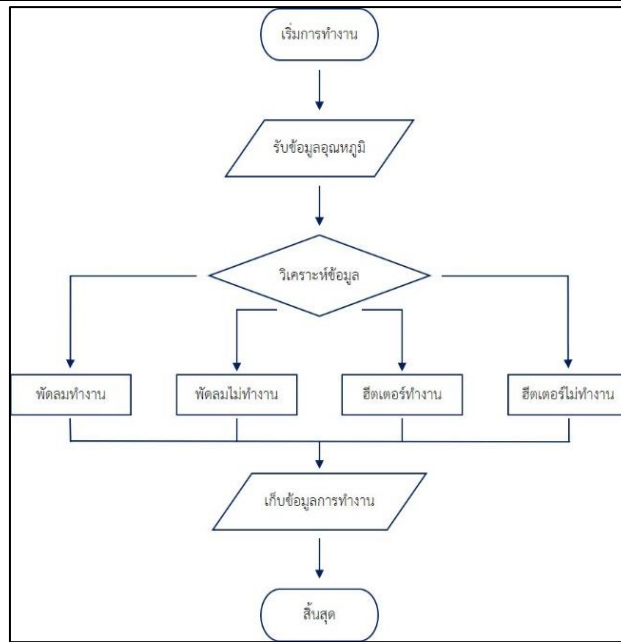 เริ่มการทำงาน
รับข้อมูลอุณหภูมิ
วิเคราะห์ข้อมูล
พัดลมทำงาน
พัดลมไม่ทำงาน
ฮีตเตอร์ทำงาน
ฮีตเตอร์ไม่ทำงาน
เก็บข้อมูลการทำงาน
สิ้นสุด